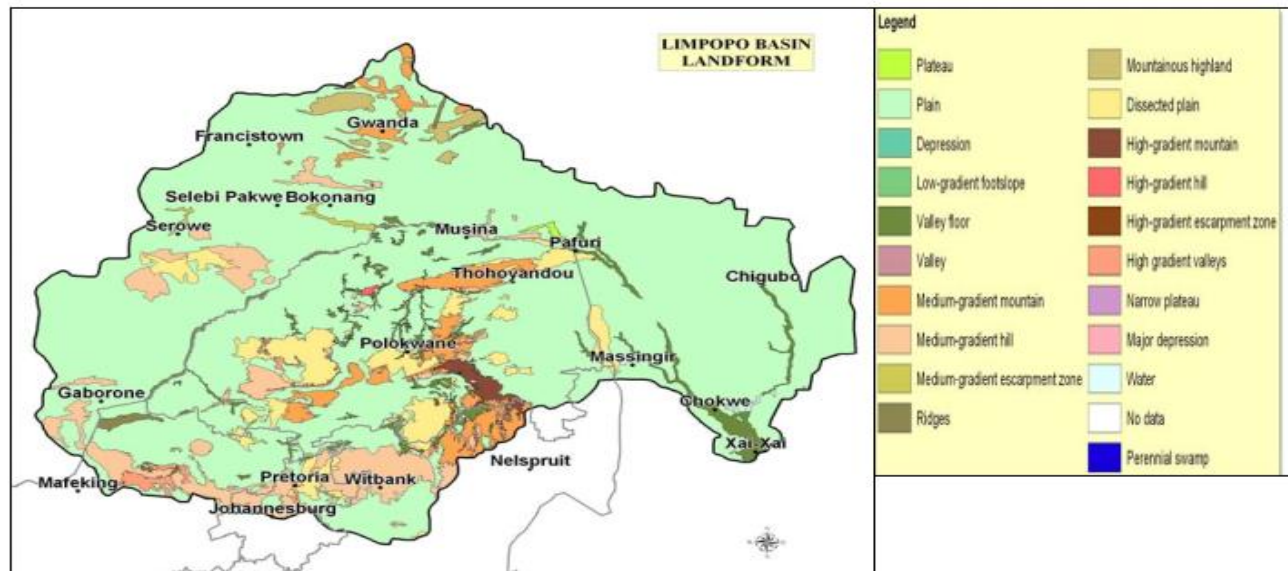 LIMPOPO BASIN
LANDFORM
Gwanda
Francistown
Selebi Pakwe
Bokonang
Serowe
Musina
Pafuri
Thohoyandou
Chigubo
Polokwane
Massingir
Gaborone
Chokwe
Xai-Xai
Nelspruit
Pretoria
Witbank
Mafeking
Johannesburg
Legend
Plateau
Plain
Depression
Low-gradient footslope
Valley floor
Valley
Medium-gradient mountain
Medium-gradient hill
Medium-gradient escarpment zone
Ridges
Mountainous highland
Dissected plain
High-gradient mountain
High-gradient hill
High-gradient escarpment zone
High gradient valleys
Narrow plateau
Major depression
Water
No data
Perennial swamp